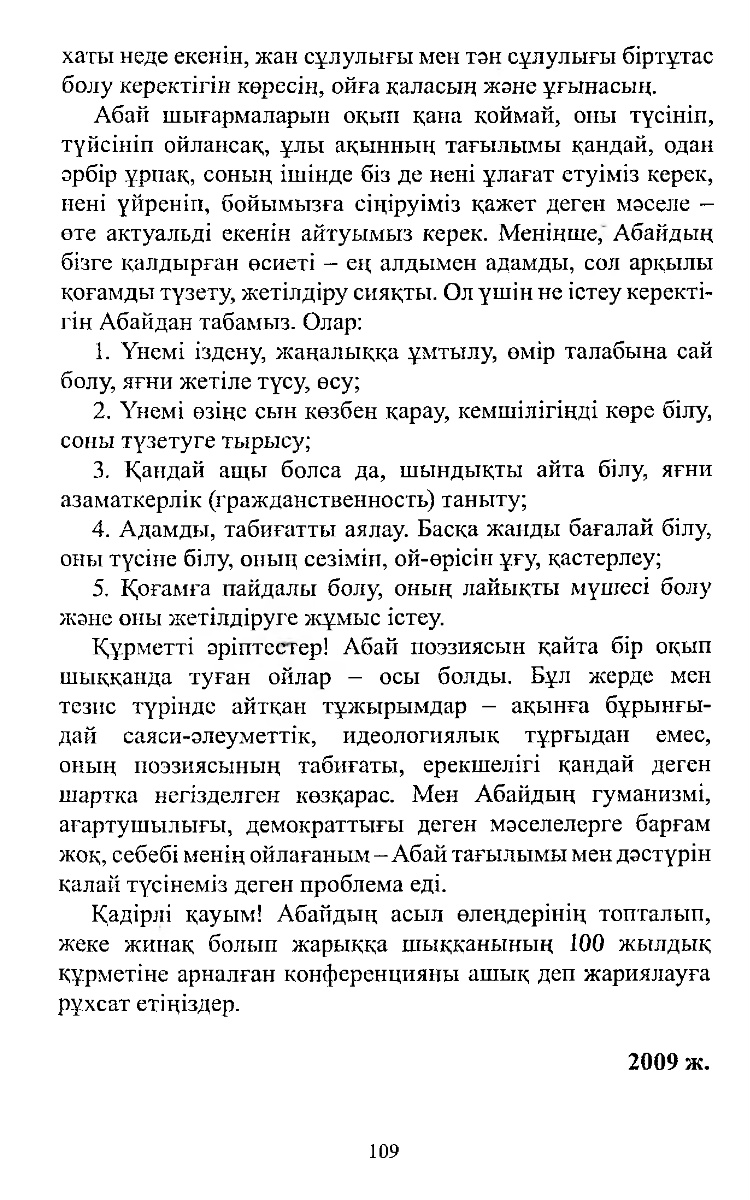 хаты неде екенін, жан сұлулығы мен тән сұлулығы біртұтас
болу керектігін көресін, ойға қаласың және ұғынасың.
Абай шығармаларын оқып қана қоймай, оны түсініп,
түйсініп ойлансақ, ұлы ақынның тағылымы қандай, одан
әрбір ұрпақ, соның ішінде біз де нені ұлағат етуіміз керек,
нені үйреніп, бойымызға сіңіруіміз қажет деген мәселе –
өте актуальді екенін айтуымыз керек. Меніңше, Абайдың
бізге қалдырған өсиеті – ең алдымен адамды, сол арқылы
қоғамды түзету, жетілдіру сияқты. Ол үшін не істеу керекті-
гін Абайдан табамыз. Олар:
1. Үнемі іздену, жаңалыққа ұмтылу, өмір талабына сай
болу, яғни жетіле түсу, өсу;
2. Үнемі өзіңе сын көзбен қарау, кемшілігіңді көре білу,
соны түзетуге тырысу;
3. Қандай ащы болса да, шындықты айта білу, яғни
азаматкерлік (гражданственность) таныту;
4. Адамды, табиғатты аялау. Басқа жанды бағалай білу,
оны түсіне білу, оның сезімін, ой-өрісін ұғу, қастерлеу;
5. Қоғамға пайдалы болу, оның лайықты мүшесі болу
және оны жетілдіруге жұмыс істеу.
Құрметті әріптестер! Абай поэзиясын қайта бір оқып
шыққанда туған ойлар – осы болды. Бұл жерде мен
тезис түрінде айтқан тұжырымдар – ақынға бұрынғы-
дай саяси-әлеуметтік, идеологиялық тұрғыдан емес,
оның поэзиясының табиғаты, ерекшелігі қандай деген
шартка негізделген көзқарас. Мен Абайдың гуманизмі,
ағартушылығы, демократтығы деген мәселелерге барғам
жоқ, себебі менің ойлағаным – Абай тағылымы мен дәстүрін
қалай түсінеміз деген проблема еді.
Қадірлі қауым! Абайдың асыл өлеңдерінің топталып,
жеке жинақ болып жарыққа шыққанының 100 жылдық
құрметіне арналған конференцияны ашық деп жариялауға
рұхсат етіңіздер.
2009 ж.
109